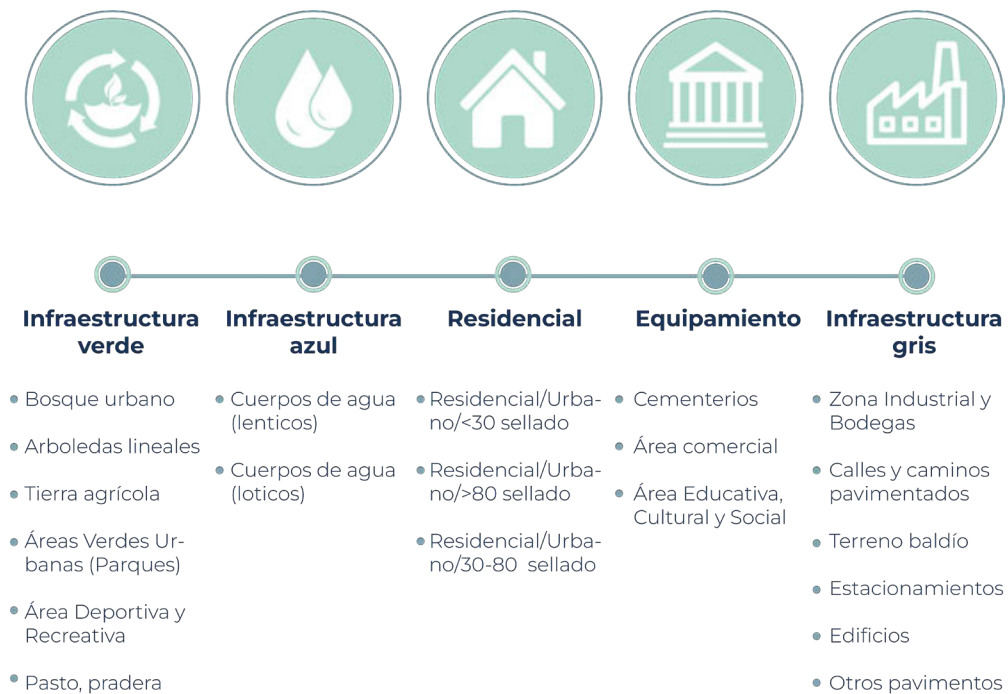 Infraestructura
verde
• Bosque urbano
• Arboledas lineales
• Tierra agrícola
• Áreas Verdes Ur-
banas (Parques)
• Área Deportiva y
Recreativa
• Pasto, pradera
Infraestructura
azul
• Cuerpos de agua
(lenticos)
• Cuerpos de agua
(loticos)
Residencial
• Residencial/Urba-
no/<30 sellado
• Residencial/Urba-
no/>80 sellado
• Residencial/Urba-
no/30-80 sellado
Equipamiento
• Cementerios
• Área comercial
• Área Educativa,
Cultural y Social
Infraestructura
gris
• Zona Industrial y
Bodegas
• Calles y caminos
pavimentados
• Terreno baldío
• Estacionamientos
• Edificios
• Otros pavimentos